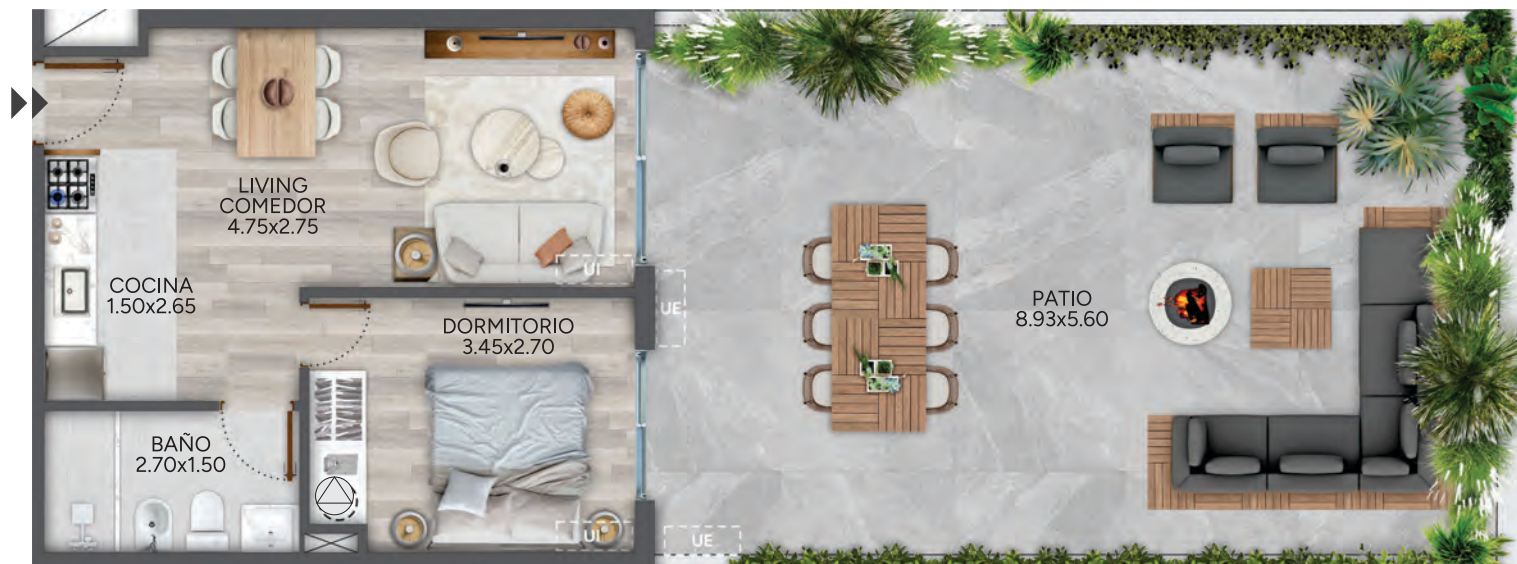 LIVING
COMEDOR
4.75x2.75
COCINA
1.50x2.65
DORMITORIO
3.45x2.70
BAÑO
2.70x1.50
PATIO
8.93x5.60
UI
UE
UI
UE